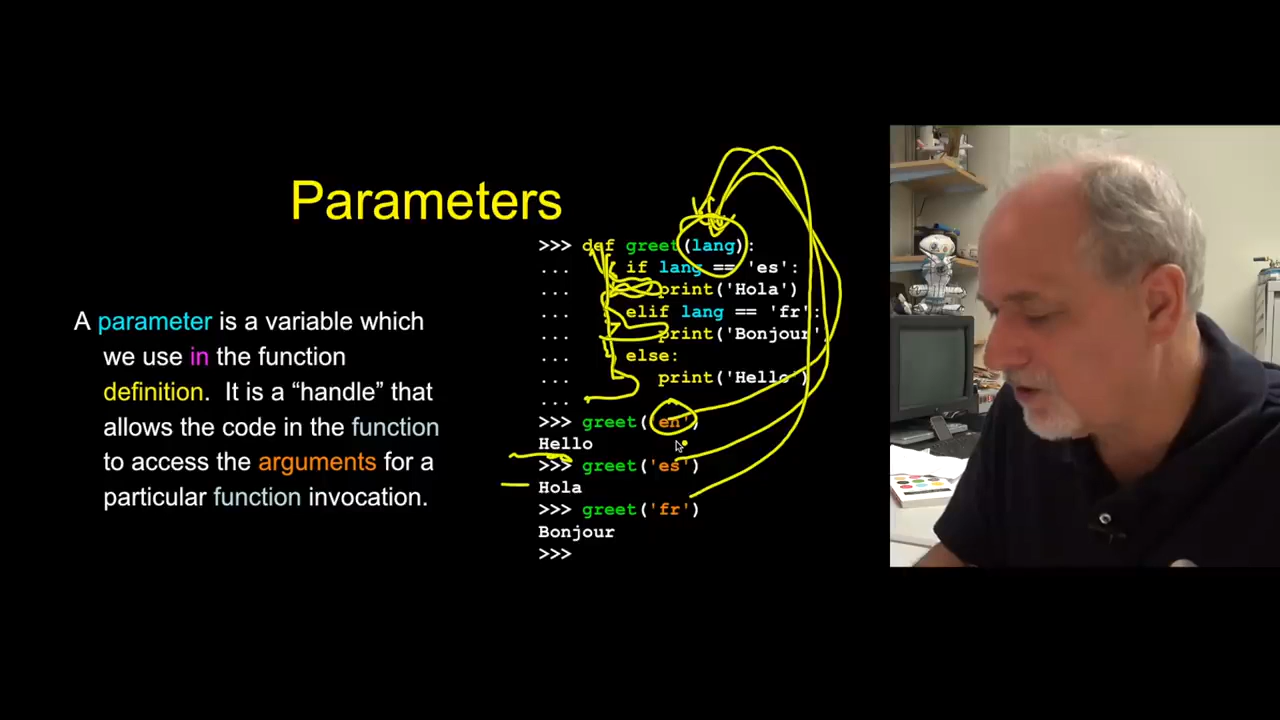 Parameters
A parameter is a variable which
we use in the function
definition. It is a “handle” that
allows the code in the function
to access the arguments for a
particular function invocation.
>>> def greet(lang):
... if lang == 'es':
... print('Hola')
... elif lang == 'fr':
... print('Bonjour'
... else:
... print('Hello')
...
>>> greet('en')
Hello
>>> greet('es')
Hola
>>> greet('fr')
Bonjour
>>>